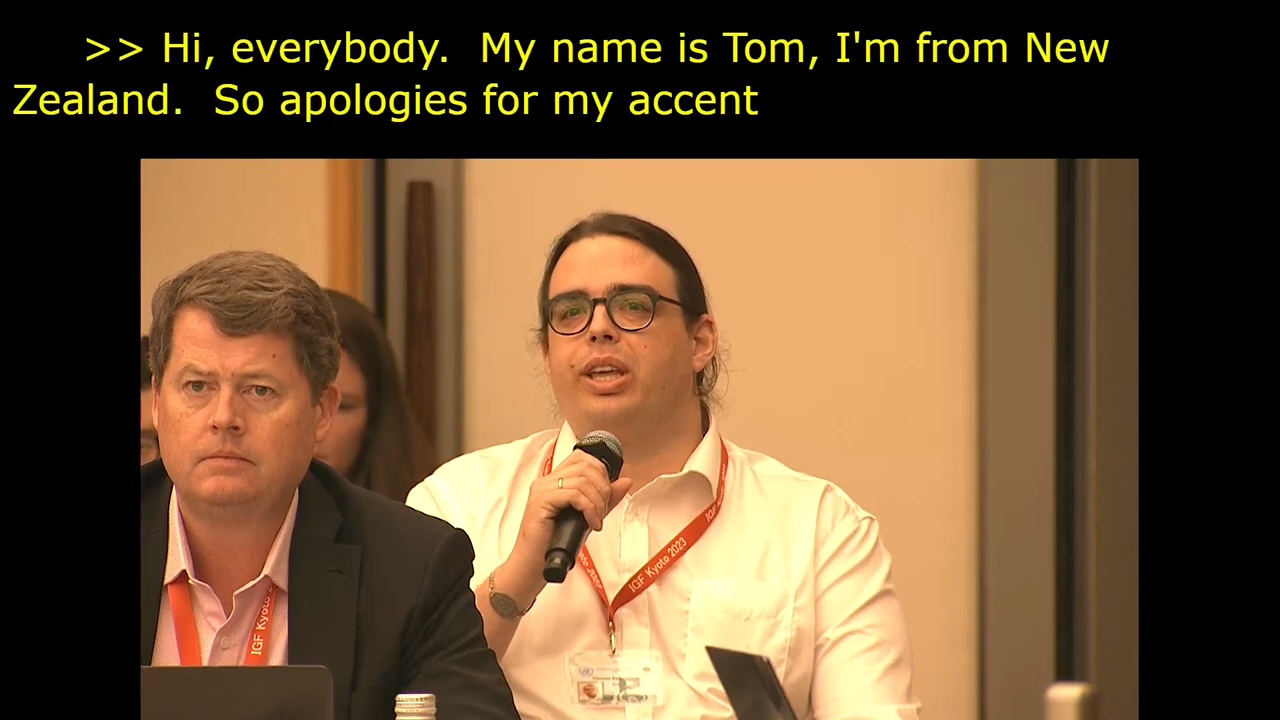 >> Hi, everybody.  My name is Tom, I'm from New
Zealand.  So apologies for my accent
IGF Kyoto
IGF Kyoto 2023
IGF